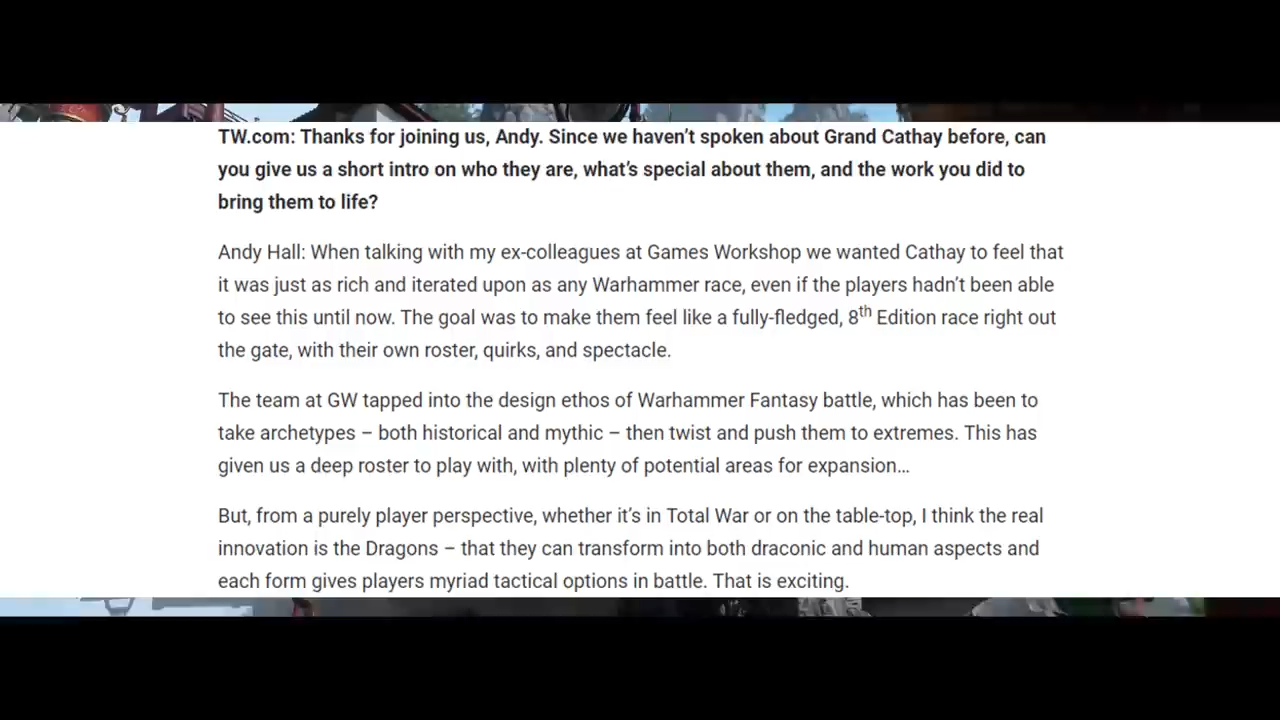 TW.com: Thanks for joining us, Andy. Since we haven’t spoken about Grand Cathay before, can
you give us a short intro on who they are, what’s special about them, and the work you did to
bring them to life?
Andy Hall: When talking with my ex-colleagues at Games Workshop we wanted Cathay to feel that
it was just as rich and iterated upon as any Warhammer race, even if the players hadn’t been able
to see this until now. The goal was to make them feel like a fully-fledged, 8th Edition race right out
the gate, with their own roster, quirks, and spectacle.
The team at GW tapped into the design ethos of Warhammer Fantasy battle, which has been to
take archetypes – both historical and mythic – then twist and push them to extremes. This has
given us a deep roster to play with, with plenty of potential areas for expansion…
But, from a purely player perspective, whether it’s in Total War or on the table-top, I think the real
innovation is the Dragons – that they can transform into both draconic and human aspects and
each form gives players myriad tactical options in battle. That is exciting.